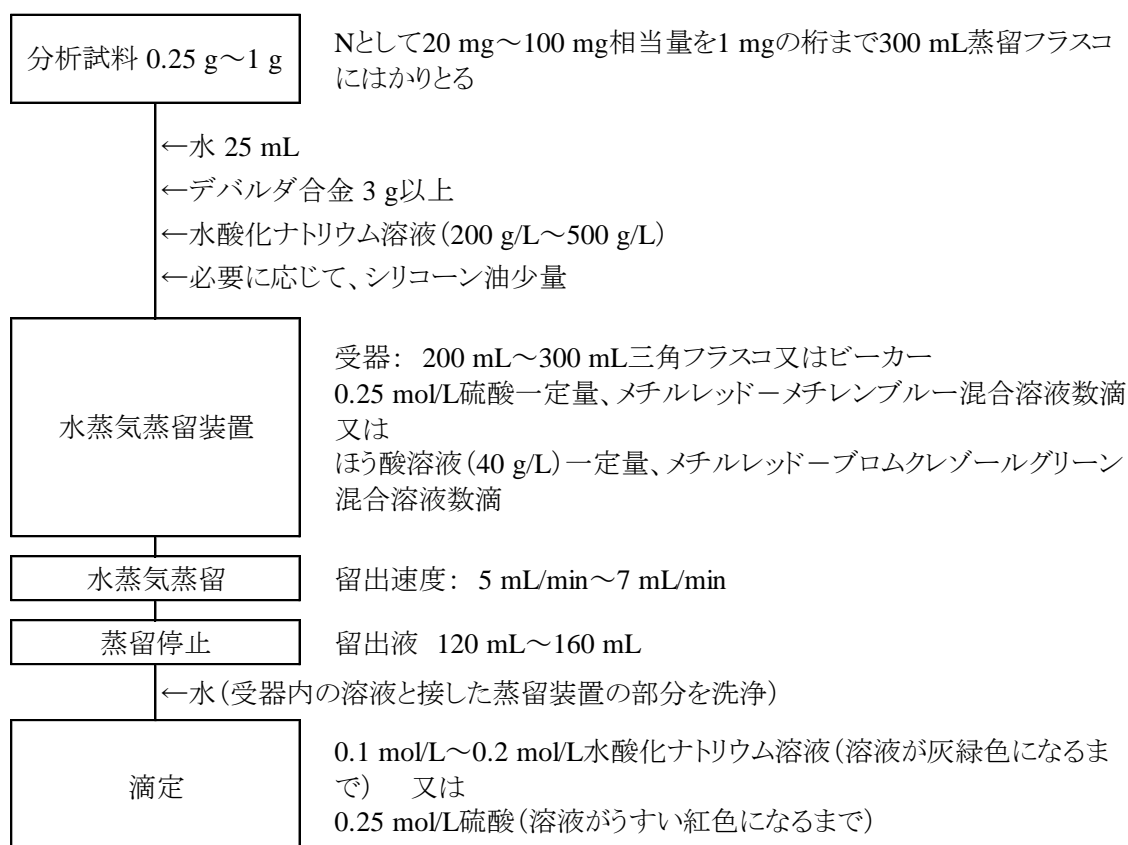 分析試料 0.25 g~1 g
Nとして20 mg~100 mg相当量を1 mgの桁まで300 mL蒸留フラスコ
にはかりとる
←水 25 mL
←デバルダ合金 3 g以上
←水酸化ナトリウム溶液(200 g/L~500 g/L)
←必要に応じて、シリコーン油少量
水蒸気蒸留装置
受器: 200 mL~300 mL三角フラスコ又はビーカー
0.25 mol/L硫酸一定量、メチルレッド-メチレンブルー混合溶液数滴
又は
ほう酸溶液(40 g/L)一定量、メチルレッド-ブロムクレゾールグリーン
混合溶液数滴
水蒸気蒸留
留出速度: 5 mL/min~7 mL/min
蒸留停止
留出液 120 mL~160 mL
←水(受器内の溶液と接した蒸留装置の部分を洗浄)
滴定
0.1 mol/L~0.2 mol/L水酸化ナトリウム溶液(溶液が灰緑色になるま
で) 又は
0.25 mol/L硫酸(溶液がうすい紅色になるまで)